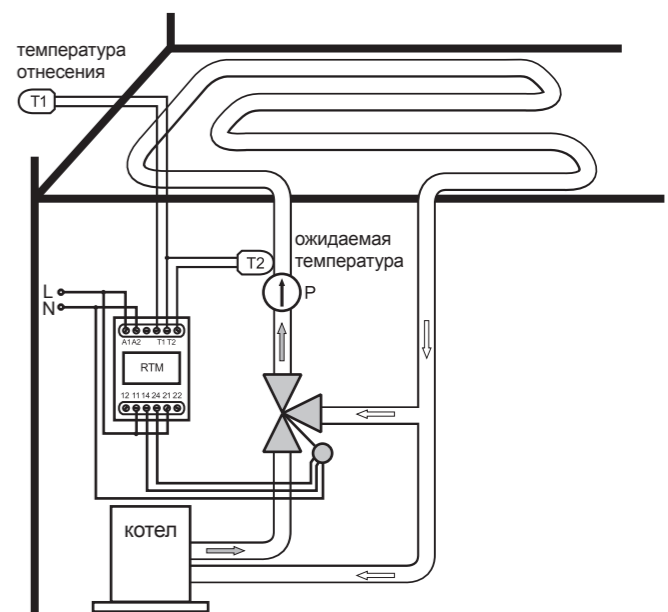 температура
отнесения
T1
ожидаемая
температура
T2
P
L
N
A1A2 T1 T2
RTM
12 11 14 24 21 22
котел